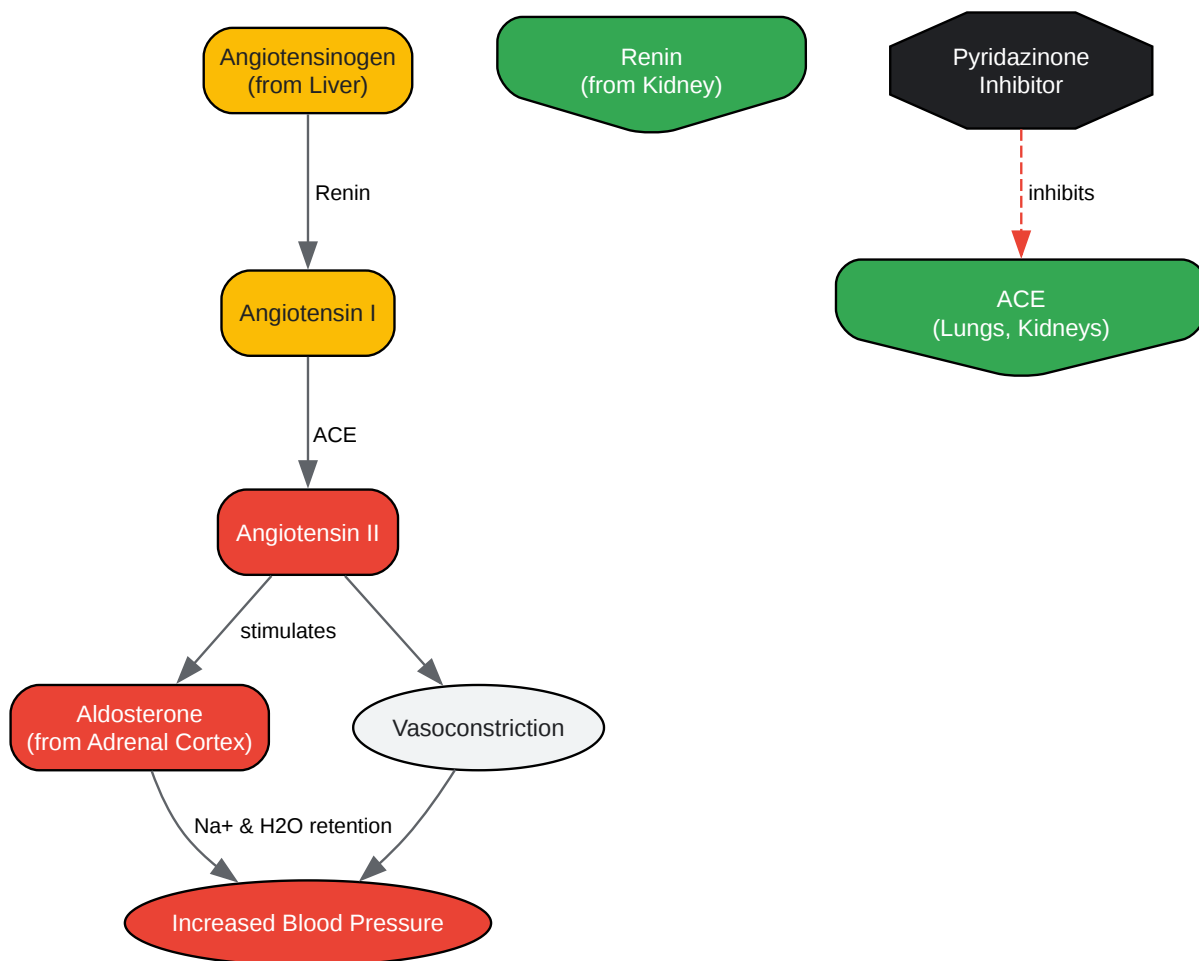 Angiotensinogen
(from Liver)
Renin
(from Kidney)
Pyridazinone
Inhibitor
Renin
inhibits
Angiotensin I
ACE
(Lungs, Kidneys)
ACE
Angiotensin II
stimulates
Aldosterone
(from Adrenal Cortex)
Vasoconstriction
Na+ & H2O retention
Increased Blood Pressure